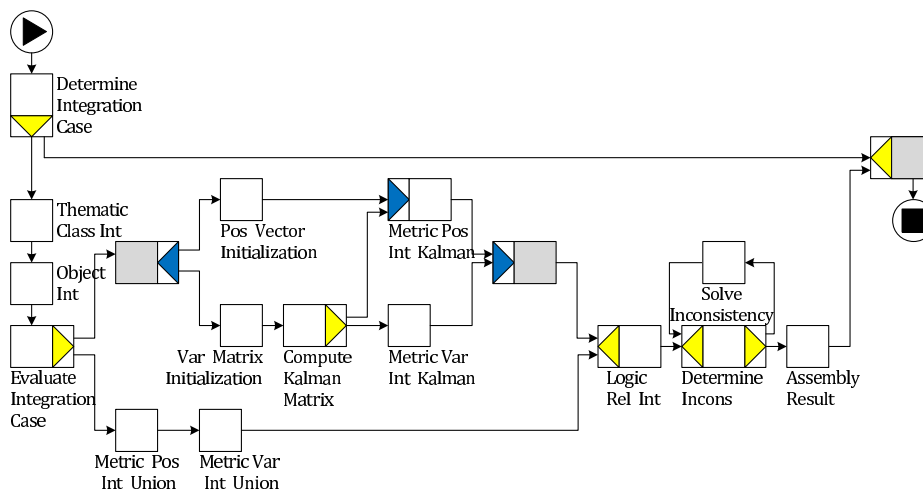 Determine
Integration
Case
Thematic
Class Int
Object
Int
Evaluate
Integration
Case
Pos Vector
Initialization
Var Matrix
Initialization
Compute
Kalman
Matrix
Metric Pos
Int Kalman
Metric Var
Int Kalman
Metric Pos
Int Union
Metric Var
Int Union
Logic
Rel Int
Solve
Inconsistency
Determine
Incons
Assembly
Result